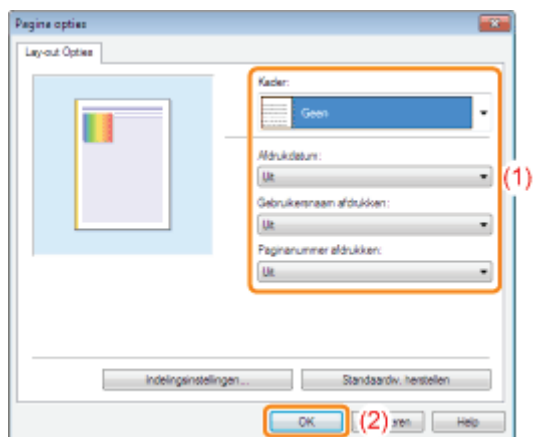 Pagina opties
Lay-out Opties
Kader:
Geen
Afdrukdatum:
Uit
(1)
Gebruikersnaam afdrukken:
Uit
Paginanummer afdrukken:
Uit
Indelingsinstellingen... Standaardw. herstellen
OK (2) Help